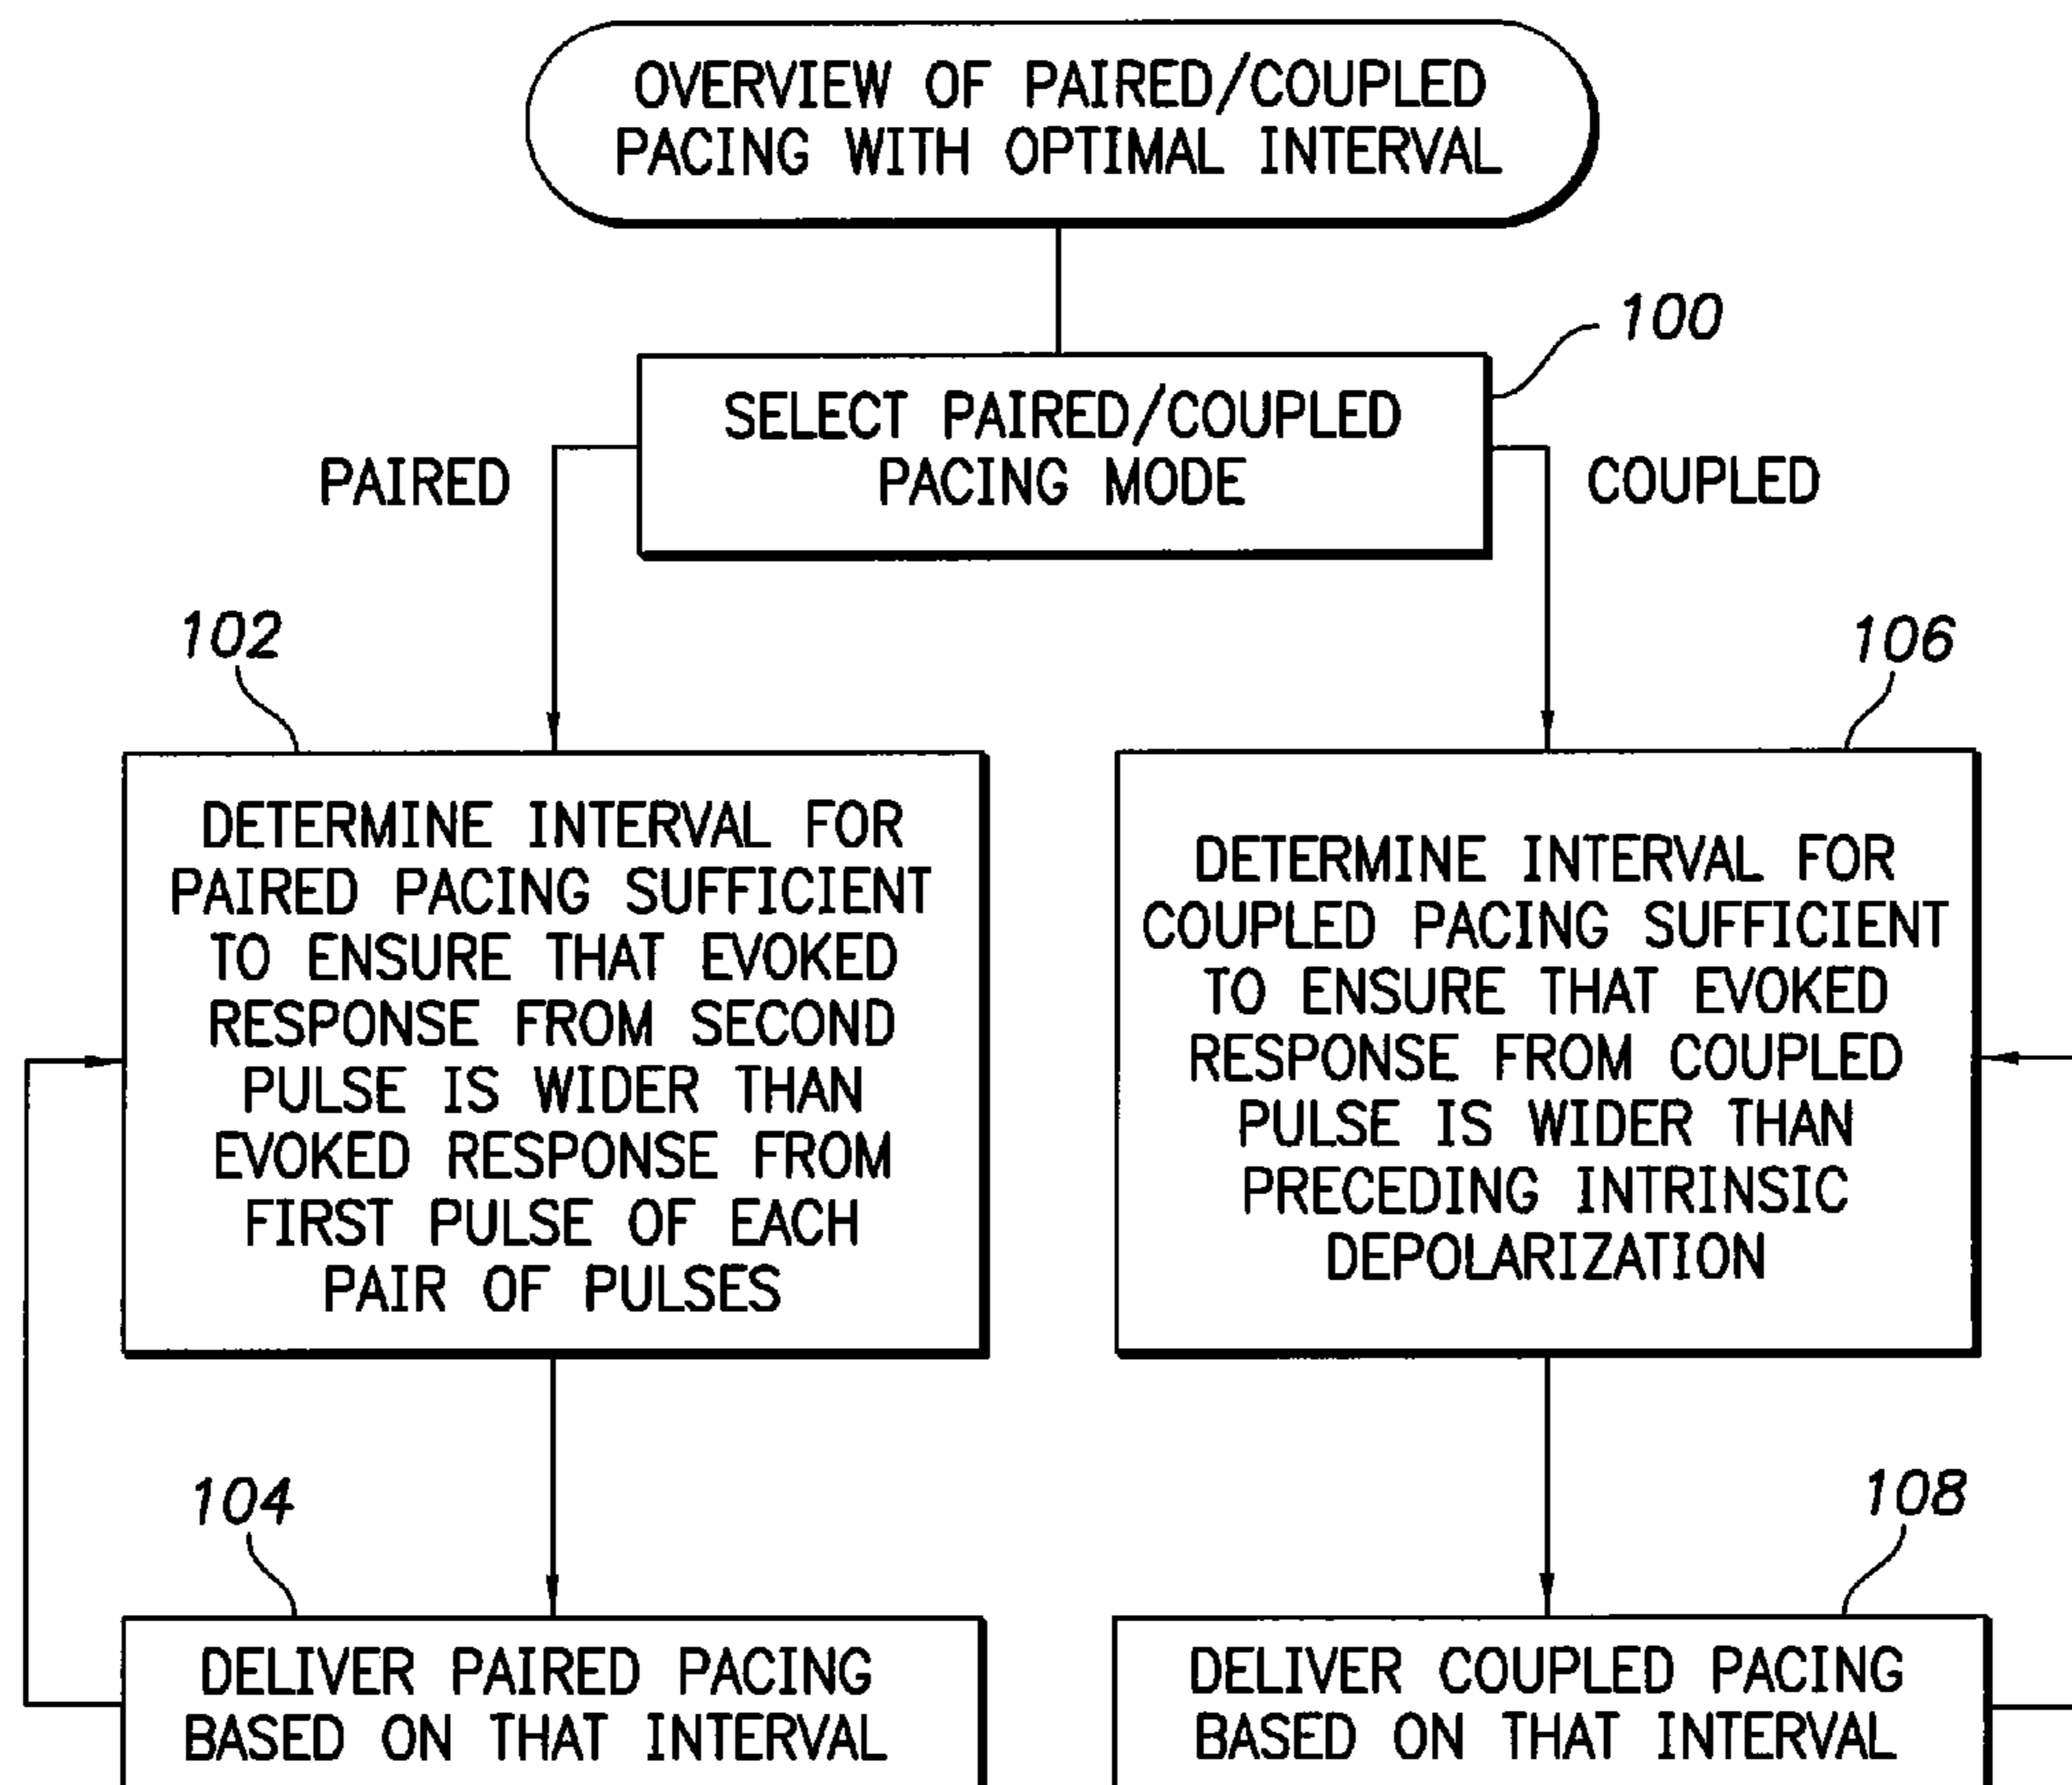 OVERVIEW OF PAIRED/COUPLED
PACING WITH OPTIMAL INTERVAL
100
SELECT PAIRED/COUPLED
PACING MODE
PAIRED
COUPLED
102
DETERMINE INTERVAL FOR
PAIRED PACING SUFFICIENT
TO ENSURE THAT EVOKED
RESPONSE FROM SECOND
PULSE IS WIDER THAN
EVOKED RESPONSE FROM
FIRST PULSE OF EACH
PAIR OF PULSES
106
DETERMINE INTERVAL FOR
COUPLED PACING SUFFICIENT
TO ENSURE THAT EVOKED
RESPONSE FROM COUPLED
PULSE IS WIDER THAN
PRECEDING INTRINSIC
DEPOLARIZATION
104
DELIVER PAIRED PACING
BASED ON THAT INTERVAL
108
DELIVER COUPLED PACING
BASED ON THAT INTERVAL